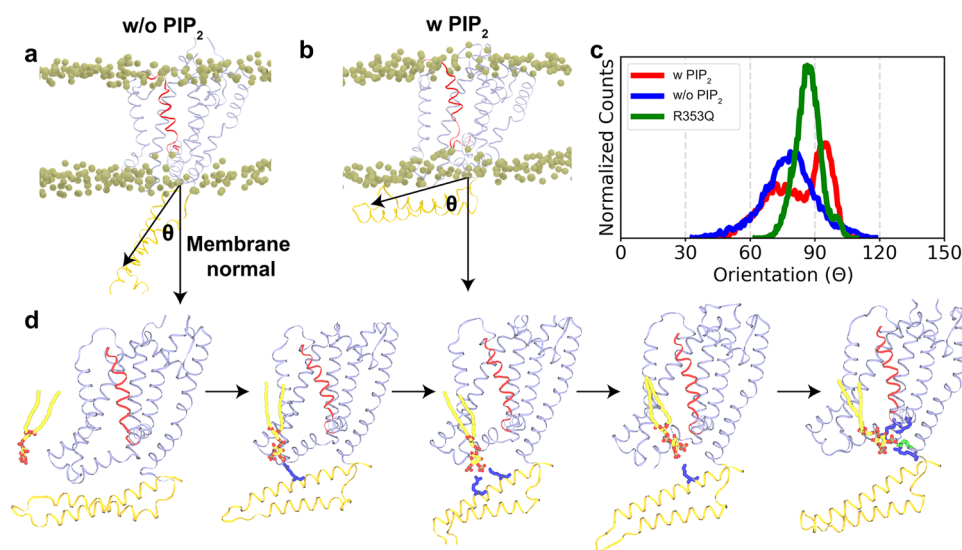 w/o PIP₂
w PIP₂
a
b
c
θ
θ
Membrane
normal
Normalized Counts
w PIP₂
w/o PIP₂
R353Q
0 30 60 90 120 150
Orientation (Θ)
d